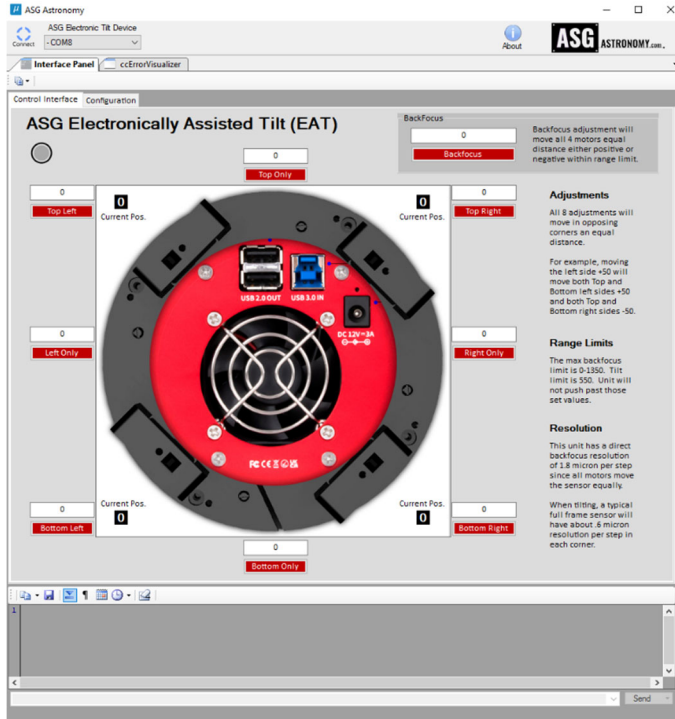 ASG Astronomy
ASG Electronic Tilt Device
Connect
- COM8
About
ASG ASTRONOMY.com
Interface Panel
ccErrorVisualizer
Control Interface
Configuration
ASG Electronically Assisted Tilt (EAT)
BackFocus
0
Backfocus
Backfocus adjustment will
move all 4 motors equal
distance either positive or
negative within range limit.
0
Top Only
0
Top Left
0
Current Pos.
0
Current Pos.
0
Top Right
USB 2.0 OUT
USB 3.0 IN
DC 12V⎓3A
0
Left Only
0
Right Only
FC CE
Current Pos.
0
Current Pos.
0
0
Bottom Left
0
Bottom Right
0
Bottom Only
Adjustments
All 8 adjustments will
move in opposing
corners an equal
distance.
For example, moving
the left side +50 will
move both Top and
Bottom left sides +50
and both Top and
Bottom right sides -50.
Range Limits
The max backfocus
limit is 0-1350. Tilt
limit is 550. Unit will
not push past those
set values.
Resolution
This unit has a direct
backfocus resolution
of 1.8 micron per step
since all motors move
the sensor equally.
When tilting, a typical
full frame sensor will
have about .6 micron
resolution per step in
each corner.
1
Send